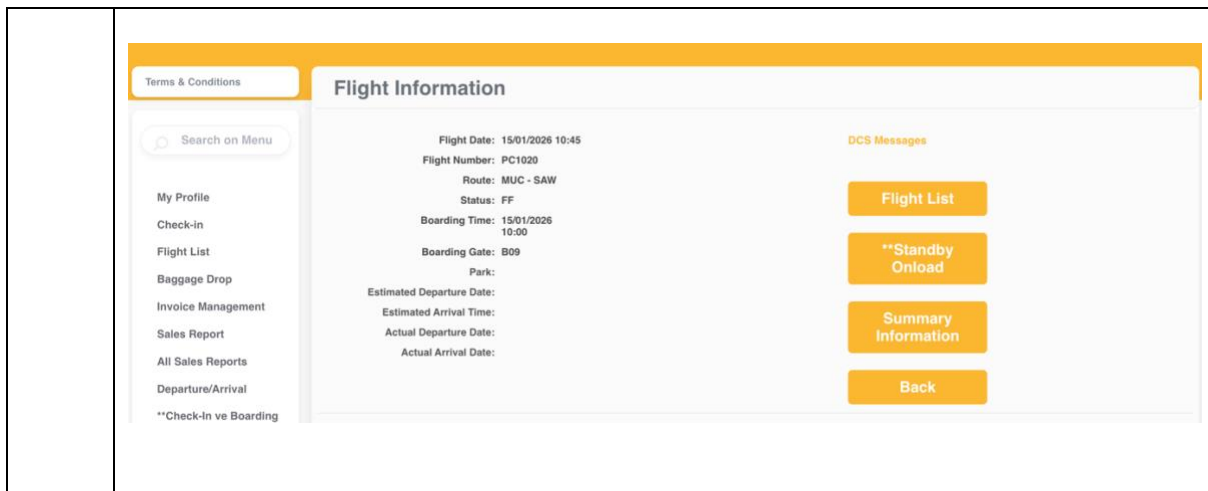 Terms & Conditions
Flight Information
Search on Menu
My Profile
Check-in
Flight List
Baggage Drop
Invoice Management
Sales Report
All Sales Reports
Departure/Arrival
**Check-In ve Boarding
Flight Date: 15/01/2026 10:45
Flight Number: PC1020
Route: MUC - SAW
Status: FF
Boarding Time: 15/01/2026
10:00
Boarding Gate: B09
Park:
Estimated Departure Date:
Estimated Arrival Time:
Actual Departure Date:
Actual Arrival Date:
DCS Messages
Flight List
**Standby
Onload
Summary
Information
Back